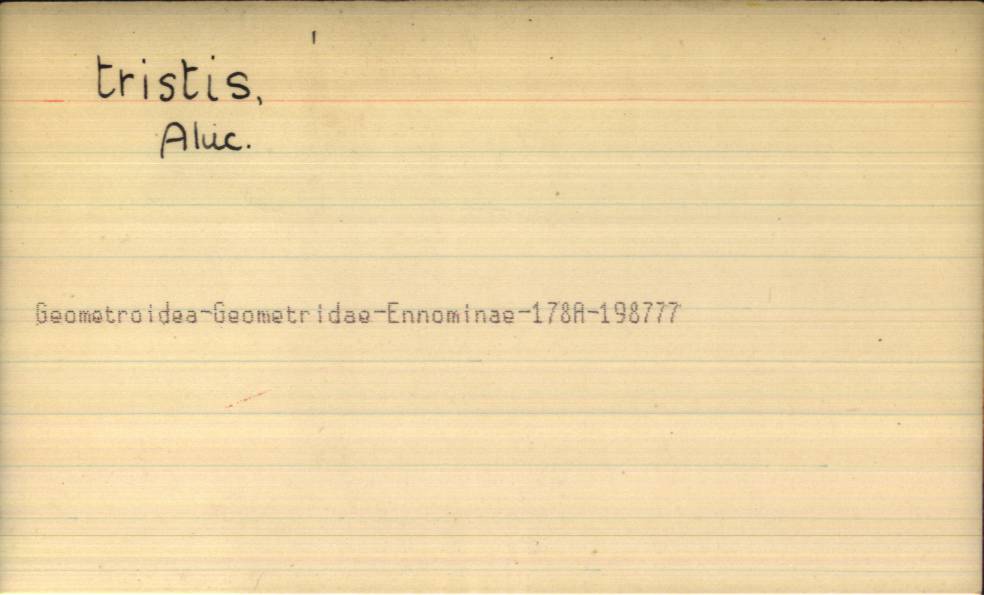 tristis,
Aluc.
Geometroidea-Geometridae-Ennominae-178A-198777